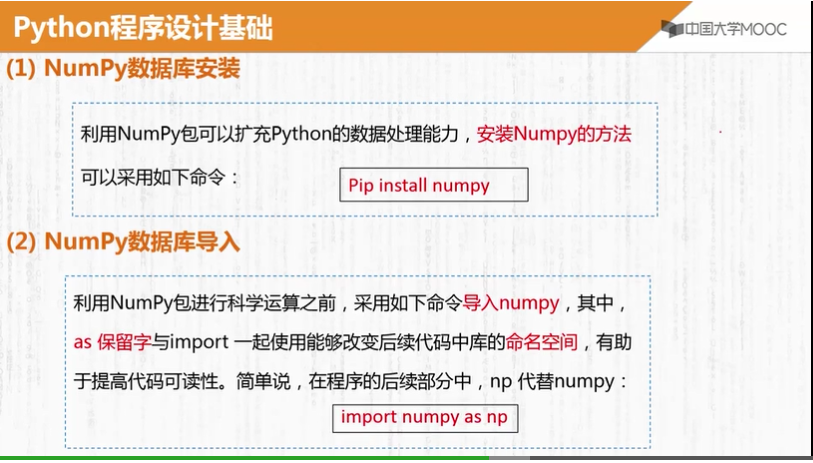 Python程序设计基础
中国大学MOOC
(1) NumPy数据库安装
利用NumPy包可以扩充Python的数据处理能力，安装Numpy的方法
可以采用如下命令：
Pip install numpy
(2) NumPy数据库导入
利用NumPy包进行科学运算之前，采用如下命令导入numpy，其中，
as 保留字与import 一起使用能够改变后续代码中库的命名空间，有助
于提高代码可读性。简单说，在程序的后续部分中，np 代替numpy：
import numpy as np